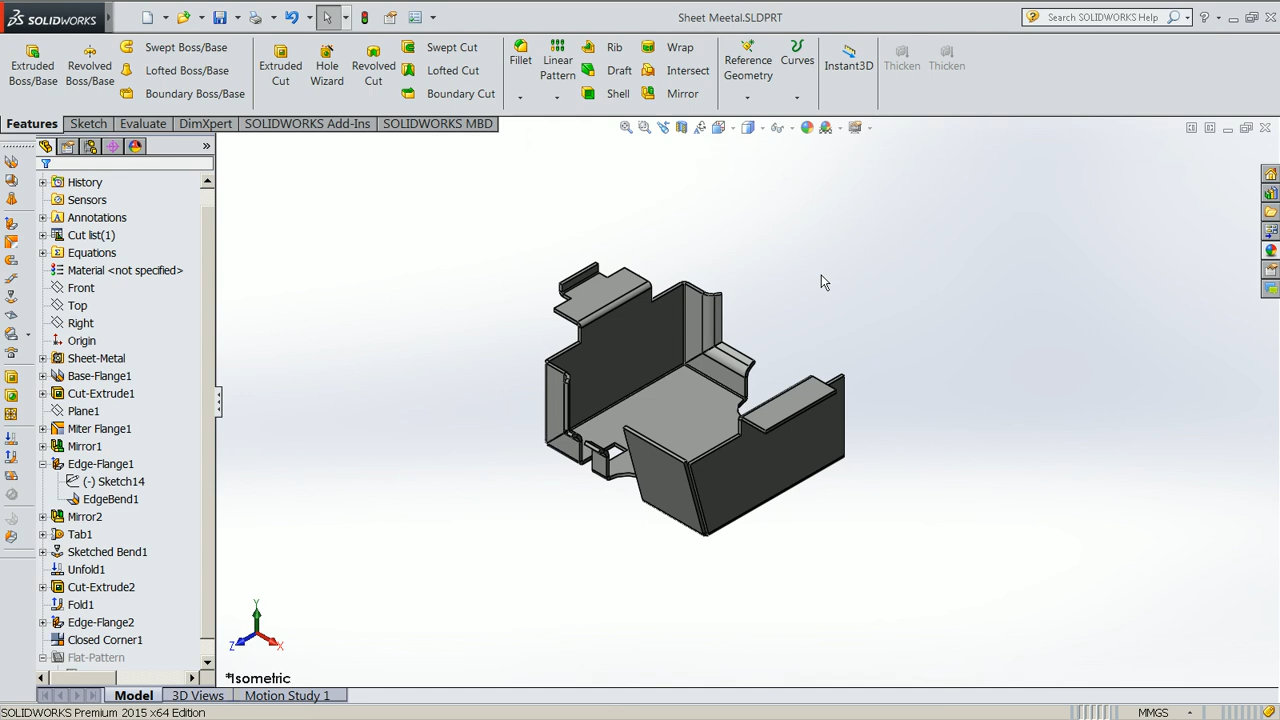 SOLIDWORKS
Sheet Meetal.SLDPRT
Search SOLIDWORKS Help
Extruded Boss/Base
Revolved Boss/Base
Swept Boss/Base
Lofted Boss/Base
Boundary Boss/Base
Extruded Cut
Hole Wizard
Revolved Cut
Swept Cut
Lofted Cut
Boundary Cut
Fillet
Linear Pattern
Rib
Draft
Shell
Wrap
Intersect
Mirror
Reference Geometry
Curves
Instant3D
Thicken
Thicken
Features
Sketch
Evaluate
DimXpert
SOLIDWORKS Add-Ins
SOLIDWORKS MBD
History
Sensors
Annotations
Cut list(1)
Equations
Material <not specified>
Front
Top
Right
Origin
Sheet-Metal
Base-Flange1
Cut-Extrude1
Plane1
Miter Flange1
Mirror1
Edge-Flange1
(-) Sketch14
EdgeBend1
Mirror2
Tab1
Sketched Bend1
Unfold1
Cut-Extrude2
Fold1
Edge-Flange2
Closed Corner1
Flat-Pattern
Y
Z
X
*Isometric
Model
3D Views
Motion Study 1
SOLIDWORKS Premium 2015 x64 Edition
MMGS